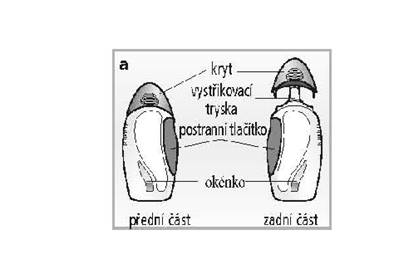 a
kryt
vystřikovací
tryska
postranní tlačítko
okénko
přední část
zadní část